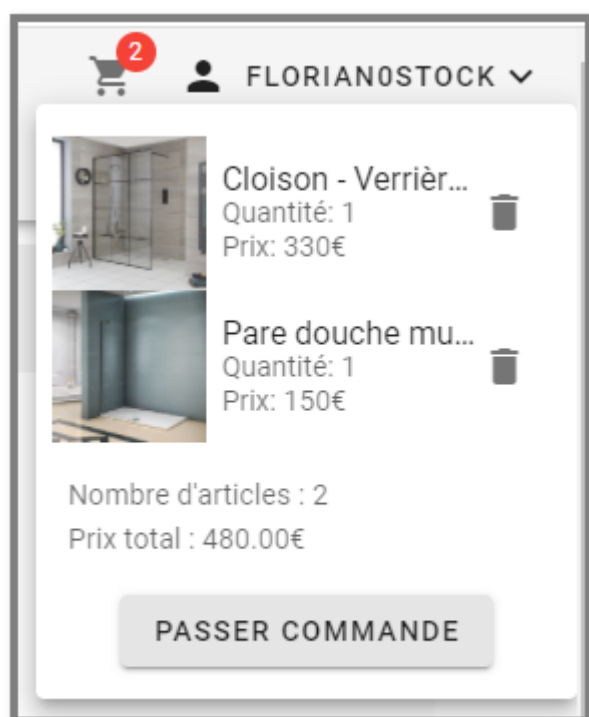 2
FLORIAN0STOCK
Cloison - Verrièr...
Quantité: 1
Prix: 330€
Pare douche mu...
Quantité: 1
Prix: 150€
Nombre d'articles : 2
Prix total : 480.00€
PASSER COMMANDE